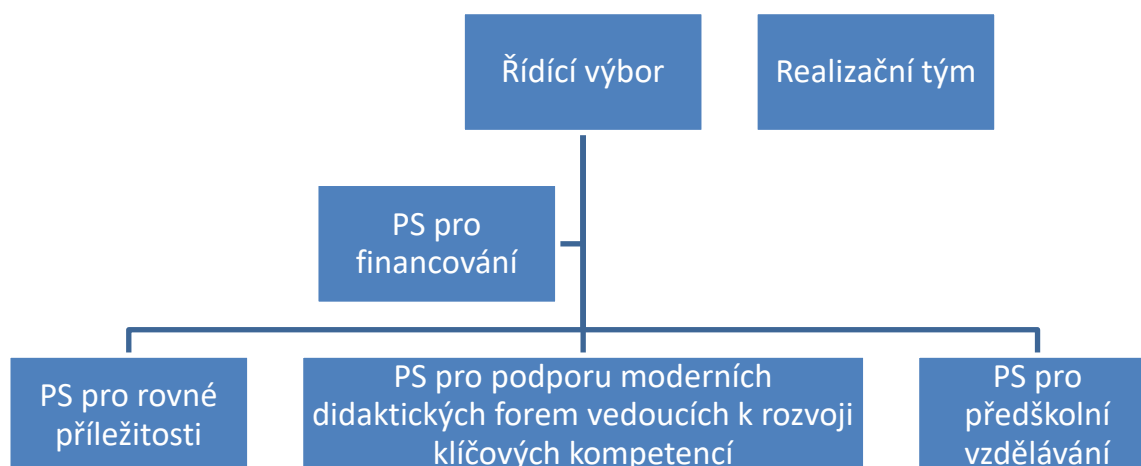 Řídící výbor
Realizační tým
PS pro
financování
PS pro rovné
příležitosti
PS pro podporu moderních
didaktických forem vedoucích k rozvoji
klíčových kompetencí
PS pro
předškolní
vzdělávání